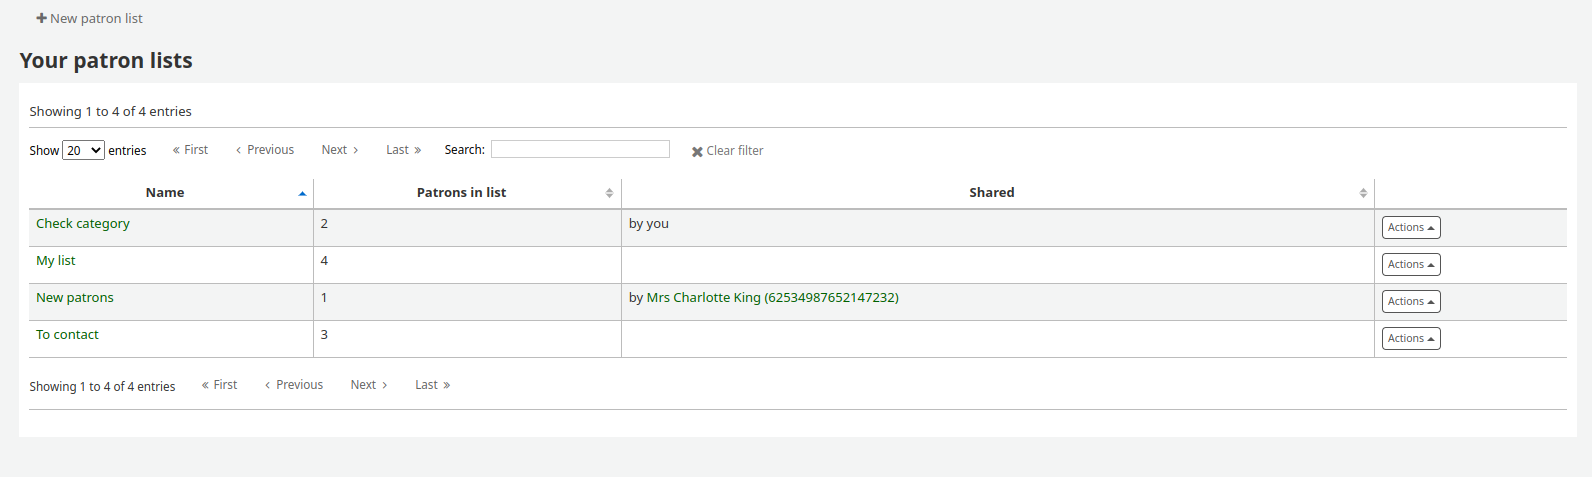 New patron list
Your patron lists
Showing 1 to 4 of 4 entries
Show 20 entries « First ‹ Previous Next › Last » Search: Clear filter
Name Patrons in list Shared
Check category 2 by you Actions
My list 4 Actions
New patrons 1 by Mrs Charlotte King (62534987652147232) Actions
To contact 3 Actions
Showing 1 to 4 of 4 entries « First ‹ Previous Next › Last »